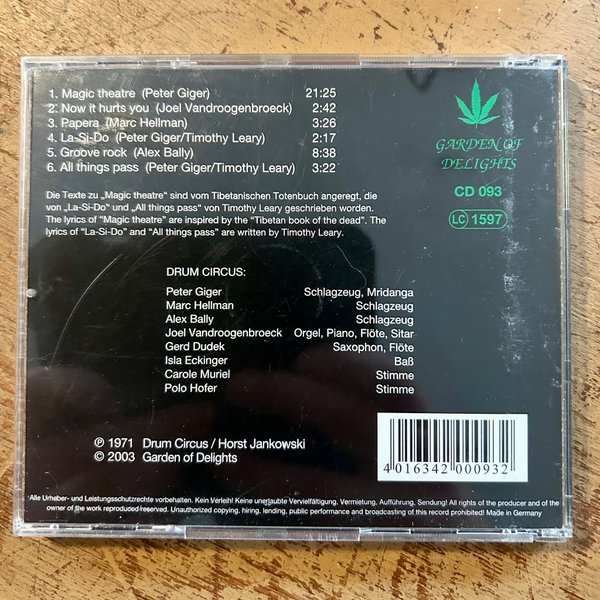 1. Magic theatre (Peter Giger) 21:25
2. Now it hurts you (Joel Vandroogenbroeck) 2:42
3. Papera (Marc Hellman) 3:26
4. La-Si-Do (Peter Giger/Timothy Leary) 2:17
5. Groove rock (Alex Bally) 8:38
6. All things pass (Peter Giger/Timothy Leary) 3:22
GARDEN OF
DELIGHTS
CD 093
LC 1597
Die Texte zu „Magic theatre“ sind vom Tibetanischen Totenbuch angeregt, die
von „La-Si-Do“ und „All things pass“ von Timothy Leary geschrieben worden.
The lyrics of “Magic theatre” are inspired by the “Tibetan book of the dead”. The
lyrics of “La-Si-Do” and “All things pass” are written by Timothy Leary.
DRUM CIRCUS:
Peter Giger Schlagzeug, Mridanga
Marc Hellman Schlagzeug
Alex Bally Schlagzeug
Joel Vandroogenbroeck Orgel, Piano, Flöte, Sitar
Gerd Dudek Saxophon, Flöte
Isla Eckinger Baß
Carole Muriel Stimme
Polo Hofer Stimme
℗ 1971 Drum Circus / Horst Jankowski
© 2003 Garden of Delights
4 016342 000932
Alle Urheber- und Leistungsschutzrechte vorbehalten. Kein Verleih! Keine unerlaubte Vervielfältigung, Vermietung, Aufführung, Sendung! All rights of the producer and of the
owner of the work reproduced reserved. Unauthorized copying, hiring, lending, public performance and broadcasting of this record prohibited! Made in Germany